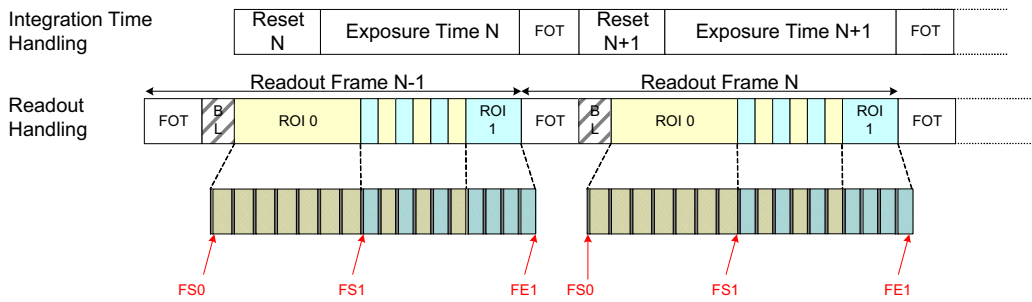 Integration Time
Handling
Reset
N
Exposure Time N
FOT
Reset
N+1
Exposure Time N+1
FOT
Readout Frame N-1
Readout Frame N
Readout
Handling
FOT
B
L
ROI 0
ROI
1
FOT
B
L
ROI 0
ROI
1
FOT
FS0
FS1
FE1
FS0
FS1
FE1